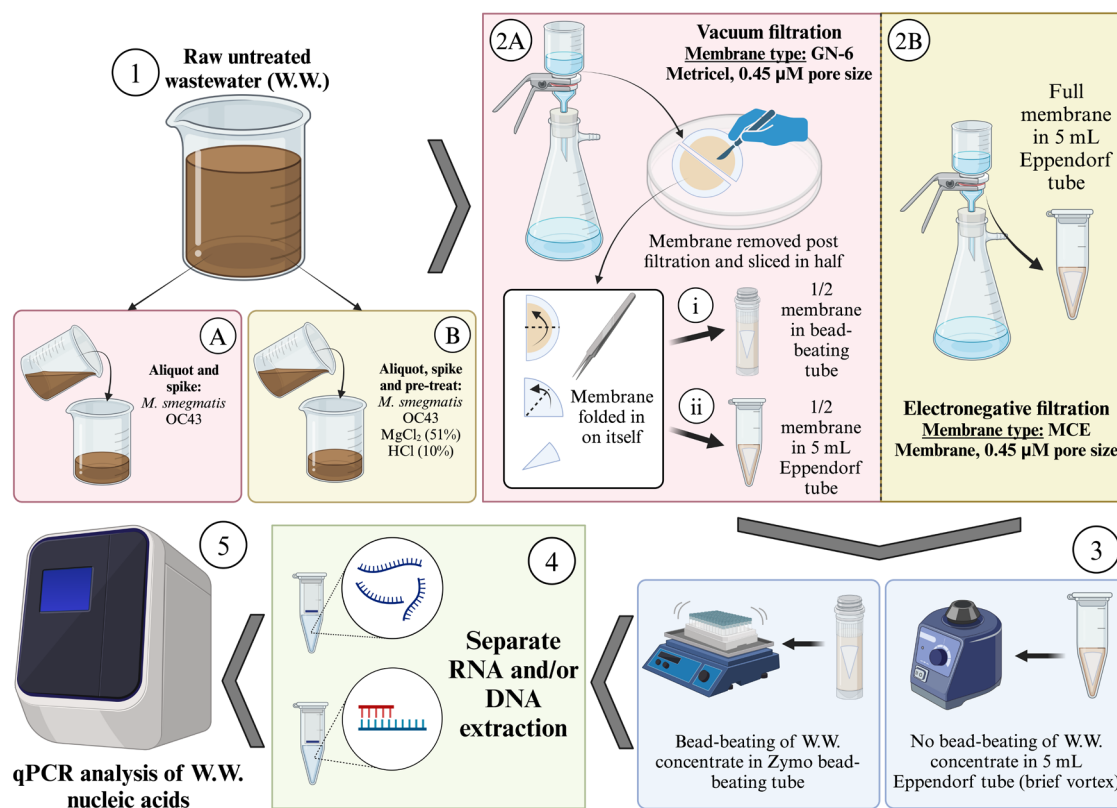 1
Raw untreated
wastewater (W.W.)
A
Aliquot and
spike:
M. smegmatis
OC43
B
Aliquot, spike
and pre-treat:
M. smegmatis
OC43
MgCl₂ (51%)
HCl (10%)
2A
Vacuum filtration
Membrane type: GN-6
Metricel, 0.45 μM pore size
Membrane removed post
filtration and sliced in half
Membrane
folded in
on itself
i
1/2
membrane
in bead-
beating
tube
ii
1/2
membrane
in 5 mL
Eppendorf
tube
2B
Full
membrane
in 5 mL
Eppendorf
tube
Electronegative filtration
Membrane type: MCE
Membrane, 0.45 μM pore size
3
Bead-beating of W.W.
concentrate in Zymo bead-
beating tube
No bead-beating of W.W.
concentrate in 5 mL
Eppendorf tube (brief vortex)
4
Separate
RNA and/or
DNA
extraction
5
qPCR analysis of W.W.
nucleic acids